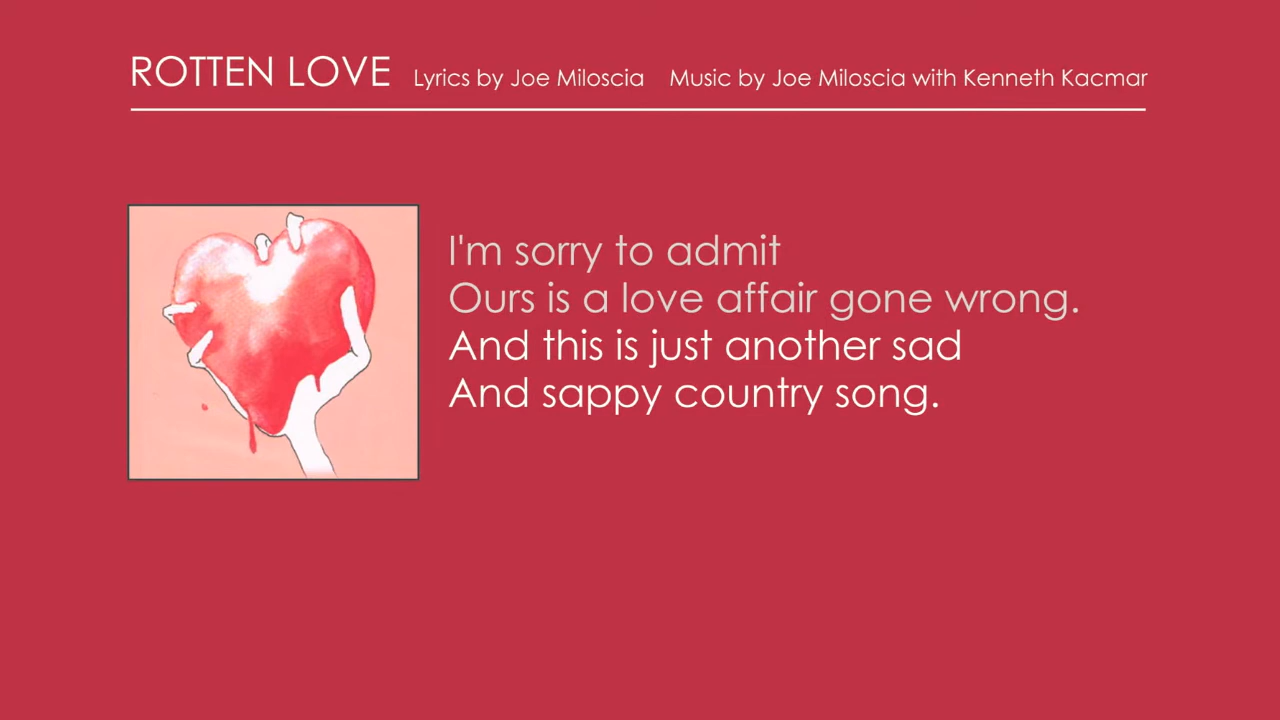 ROTTEN LOVE Lyrics by Joe Miloscia Music by Joe Miloscia with Kenneth Kacmar
I'm sorry to admit
Ours is a love affair gone wrong.
And this is just another sad
And sappy country song.